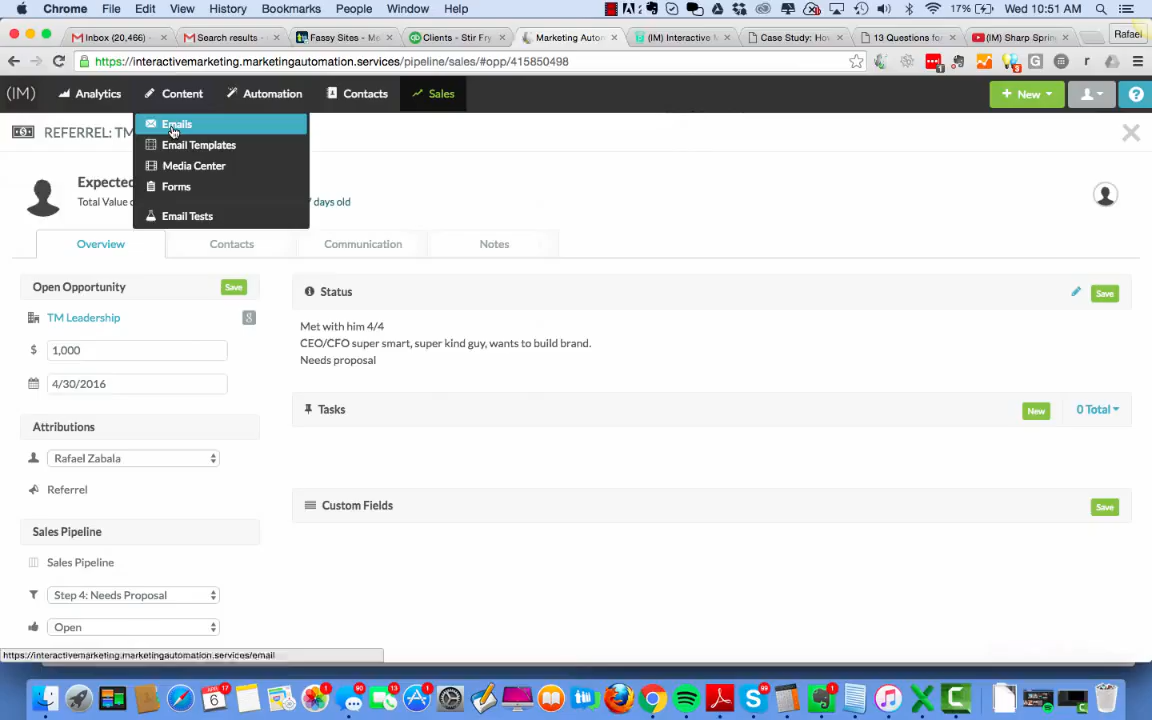 Chrome File Edit View History Bookmarks People Window Help 17% Wed 10:51 AM
Inbox (20,466) Search results Fassy Sites - Me Clients - Stir Fry Marketing Auton (IM) Interactive M Case Study: How 13 Questions for (IM) Sharp Spring Rafael
https://interactivemarketing.marketingautomation.services/pipeline/sales/#opp/415850498
(IM) Analytics Content Automation Contacts Sales + New ?
Emails
REFERREL: TM
Email Templates
Media Center
Expected
Forms
Total Value o
days old
Email Tests
Overview Contacts Communication Notes
Open Opportunity Save
Status Save
TM Leadership 8
Met with him 4/4
CEO/CFO super smart, super kind guy, wants to build brand.
Needs proposal
$ 1,000
4/30/2016
Tasks New 0 Total
Attributions
Rafael Zabala
Referrel
Custom Fields Save
Sales Pipeline
Sales Pipeline
Step 4: Needs Proposal
Open
https://interactivemarketing.marketingautomation.services/email